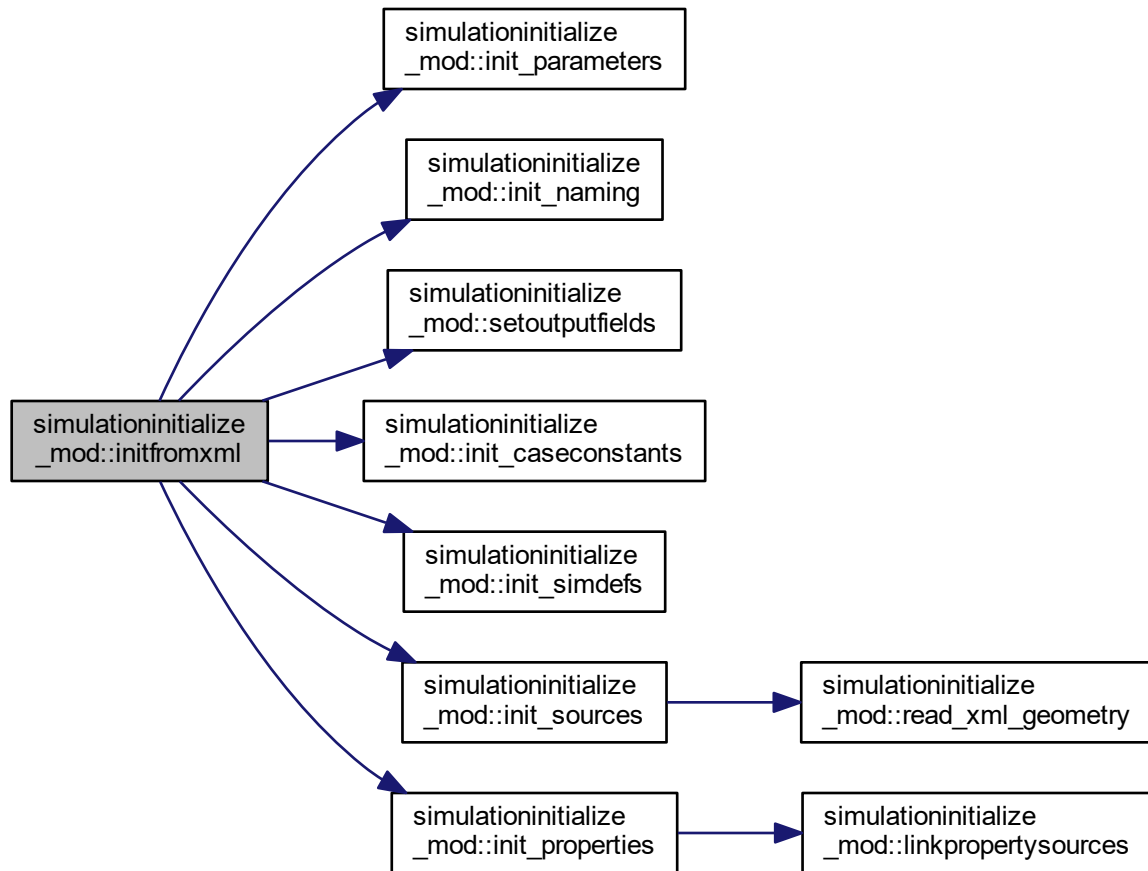 simulationinitialize
_mod::init_parameters
simulationinitialize
_mod::init_naming
simulationinitialize
_mod::setoutputfields
simulationinitialize
_mod::initfromxml
simulationinitialize
_mod::init_caseconstants
simulationinitialize
_mod::init_simdefs
simulationinitialize
_mod::init_sources
simulationinitialize
_mod::read_xml_geometry
simulationinitialize
_mod::init_properties
simulationinitialize
_mod::linkpropertysources